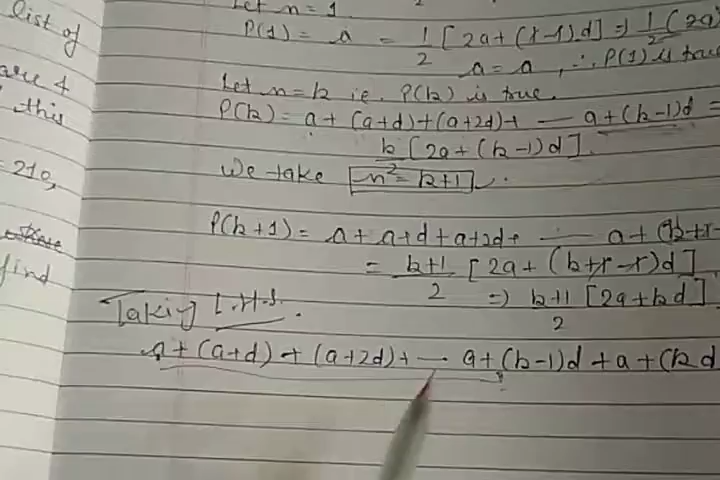 list of
are &
this
= 210,
find
Let n = 1
P(1) = a = 1/2 [2a + (1-1)d] => 1/2 (2a)
a = a, ∴ P(1) is true
Let n = k i.e. P(k) is true.
P(k) = a + (a+d) + (a+2d) + — a + (k-1)d =
k [2a + (k-1)d].
2
We take n = k+1.
P(k+1) = a + a+d + a+2d + — a + (k+1-
= k+1/2 [2a + (k+1-1)d]
=> k+1/2 [2a + kd]
Taking L.H.S.
a + (a+d) + (a+2d) + --- a + (k-1)d + a + (kd